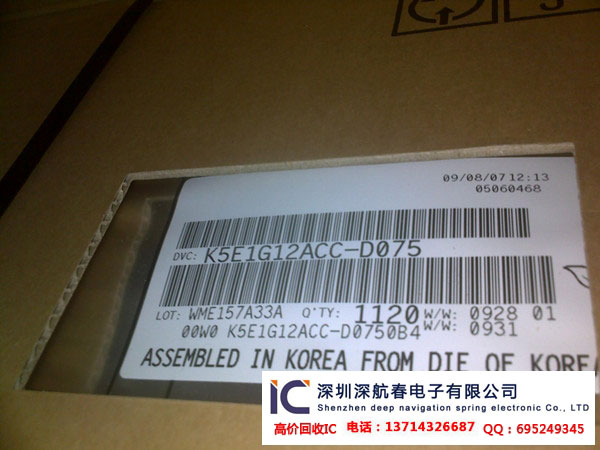 09/08/07 12:13
05060468
DVC: K5E1G12ACC-D075
LOT: WME157A33A Q'TY: 1120 W/W: 0928 01
00W0 K5E1G12ACC-D0750B4 W/W: 0931
ASSEMBLED IN KOREA FROM DIE OF KORE
IC 深圳深航春电子有限公司
Shenzhen deep navigation spring electronic Co., LTD
高价回收IC 电话：13714326687 QQ：695249345